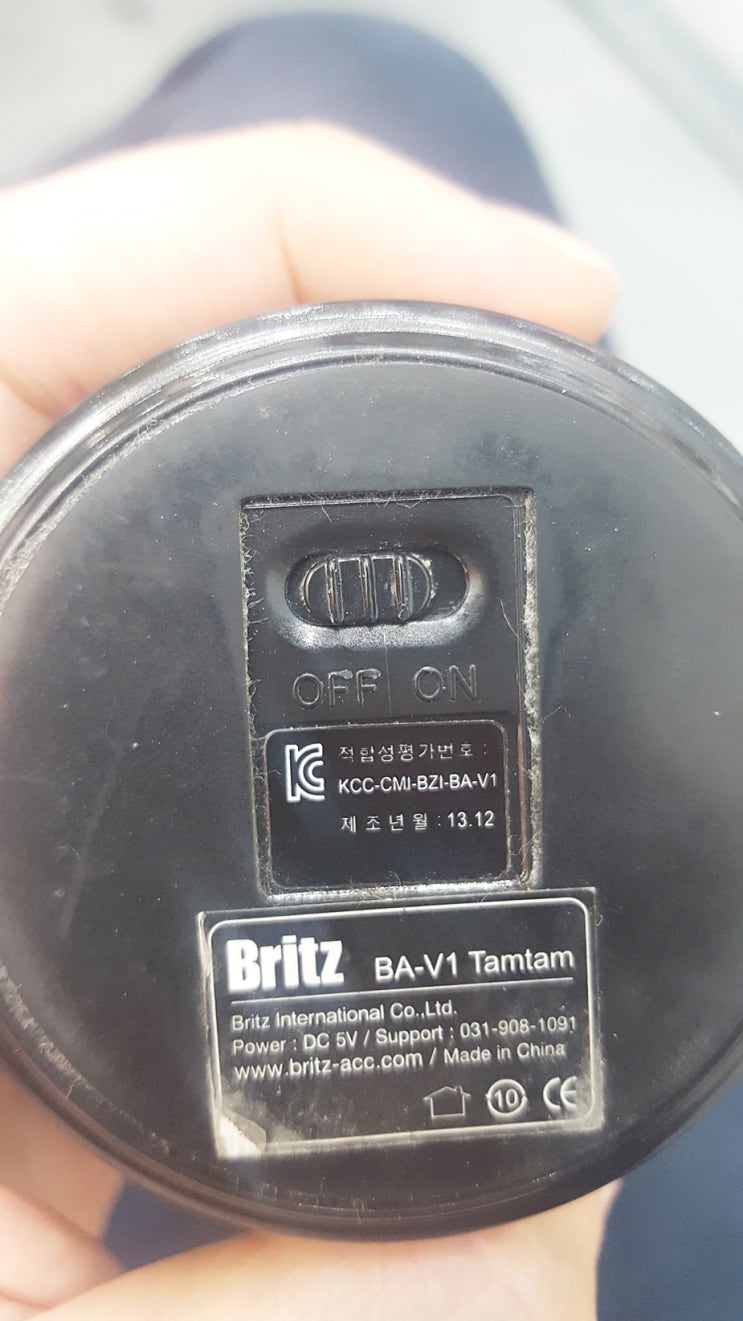 OFF ON
KC 적합성평가번호 :
KCC-CMI-BZI-BA-V1
제조년월 : 13.12
Britz BA-V1 Tamtam
Britz International Co.,Ltd.
Power : DC 5V / Support : 031-908-1091
www.britz-acc.com / Made in China
10 CE